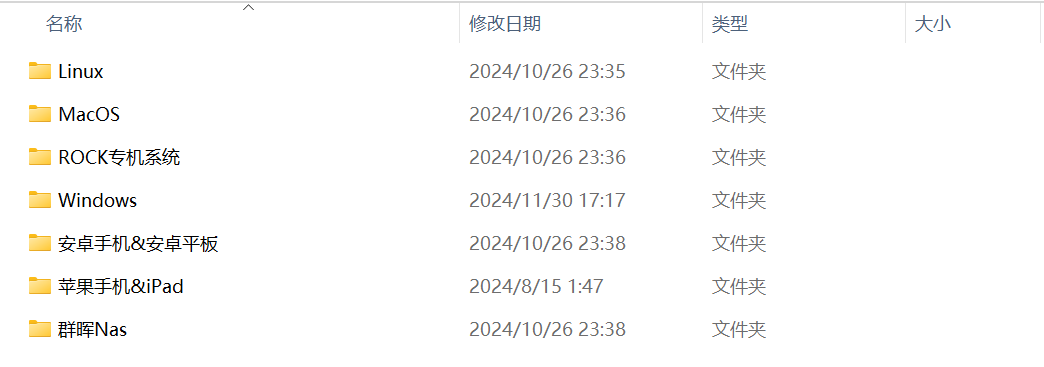 名称 修改日期 类型 大小
Linux 2024/10/26 23:35 文件夹
MacOS 2024/10/26 23:36 文件夹
ROCK专机系统 2024/10/26 23:36 文件夹
Windows 2024/11/30 17:17 文件夹
安卓手机&安卓平板 2024/10/26 23:38 文件夹
苹果手机&iPad 2024/8/15 1:47 文件夹
群晖Nas 2024/10/26 23:38 文件夹